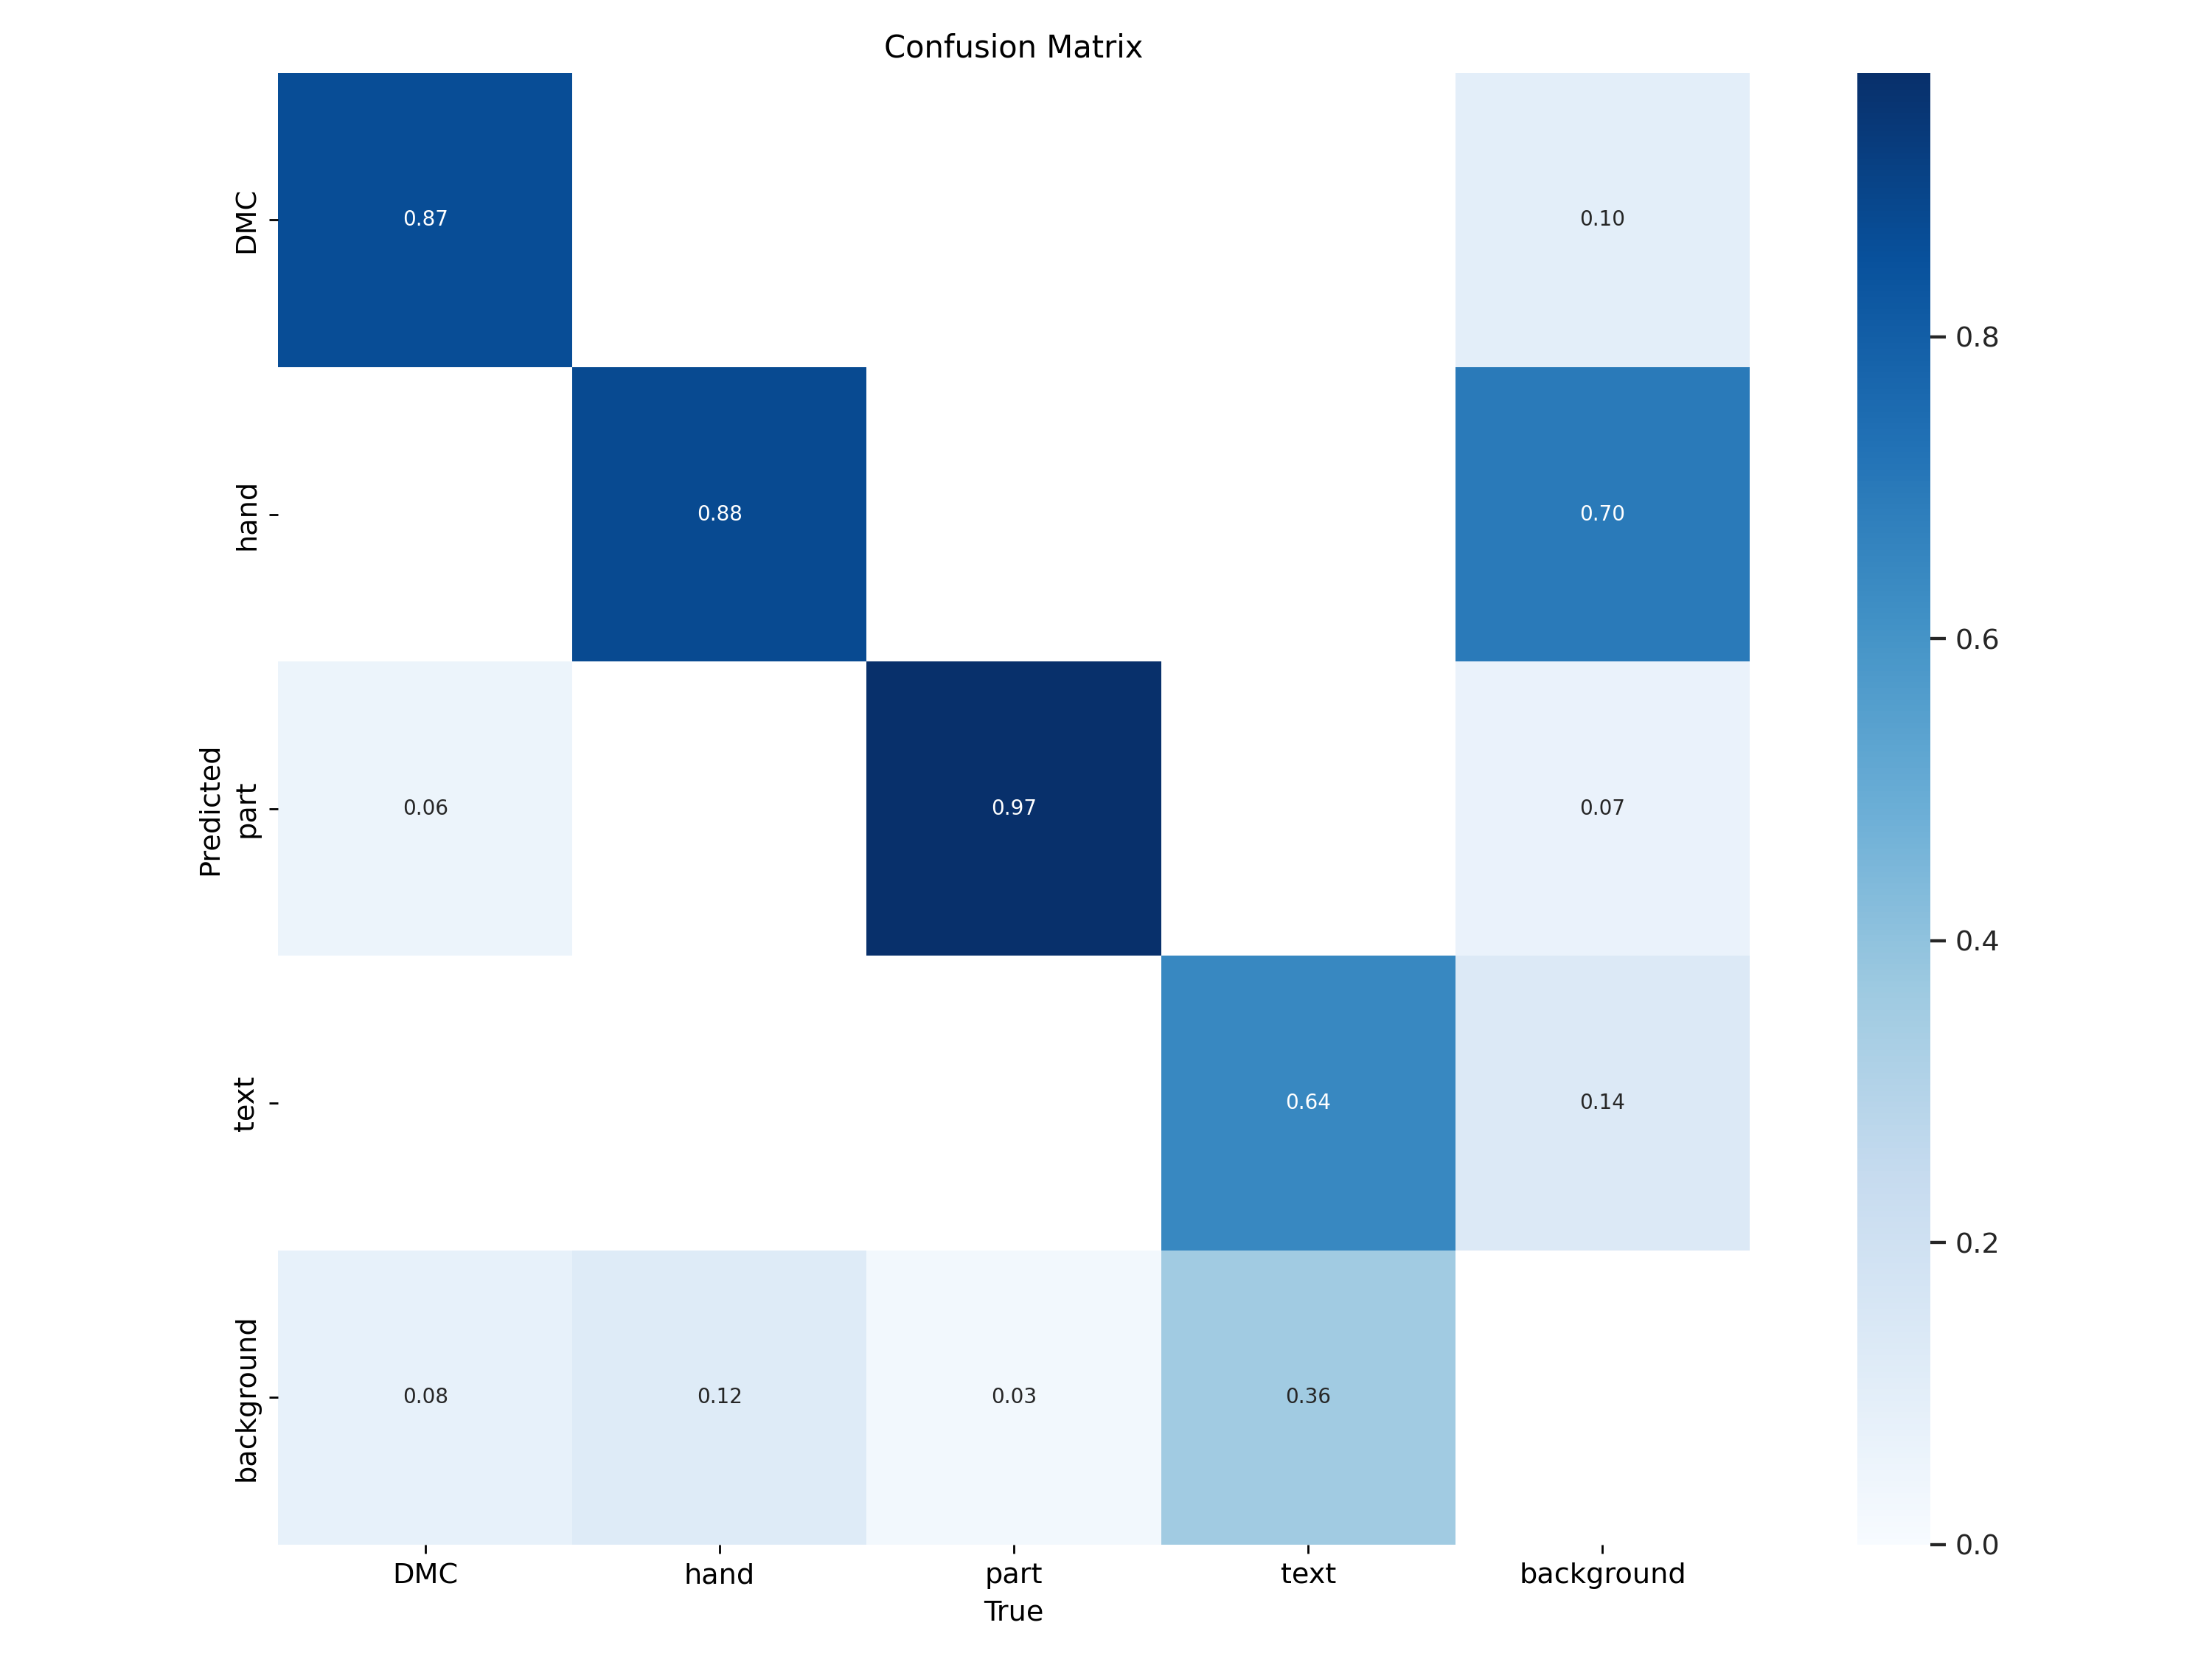 Confusion Matrix
DMC
0.87
0.10
0.8
hand
0.88
0.70
0.6
Predicted
part
0.06
0.97
0.07
0.4
text
0.64
0.14
0.2
background
0.08
0.12
0.03
0.36
0.0
DMC hand part text background
True